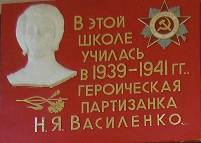 В ЭТОЙ
ШКОЛЕ
УЧИЛАСЬ
В 1939-1941 ГГ..
ГЕРОИЧЕСКАЯ
ПАРТИЗАНКА
Н.Я. ВАСИЛЕНКО.